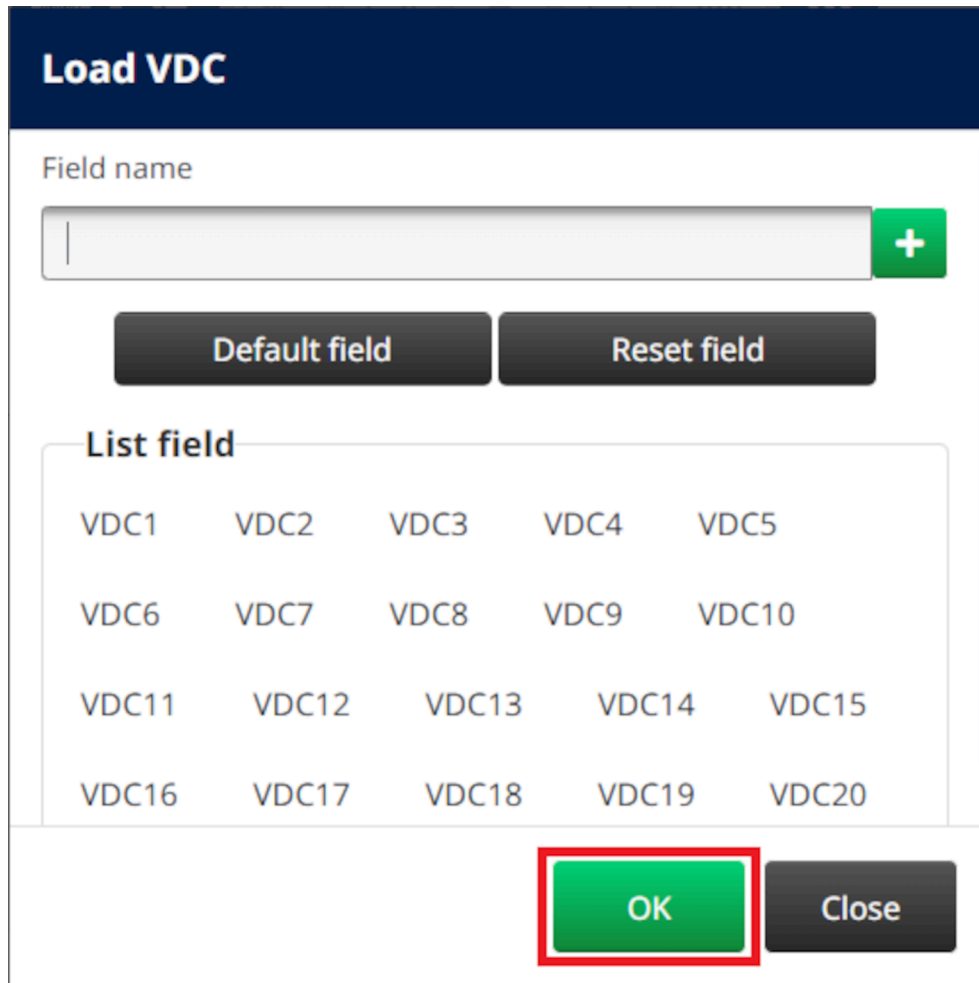 Load VDC
Field name
+
Default field Reset field
List field
VDC1 VDC2 VDC3 VDC4 VDC5
VDC6 VDC7 VDC8 VDC9 VDC10
VDC11 VDC12 VDC13 VDC14 VDC15
VDC16 VDC17 VDC18 VDC19 VDC20
OK Close